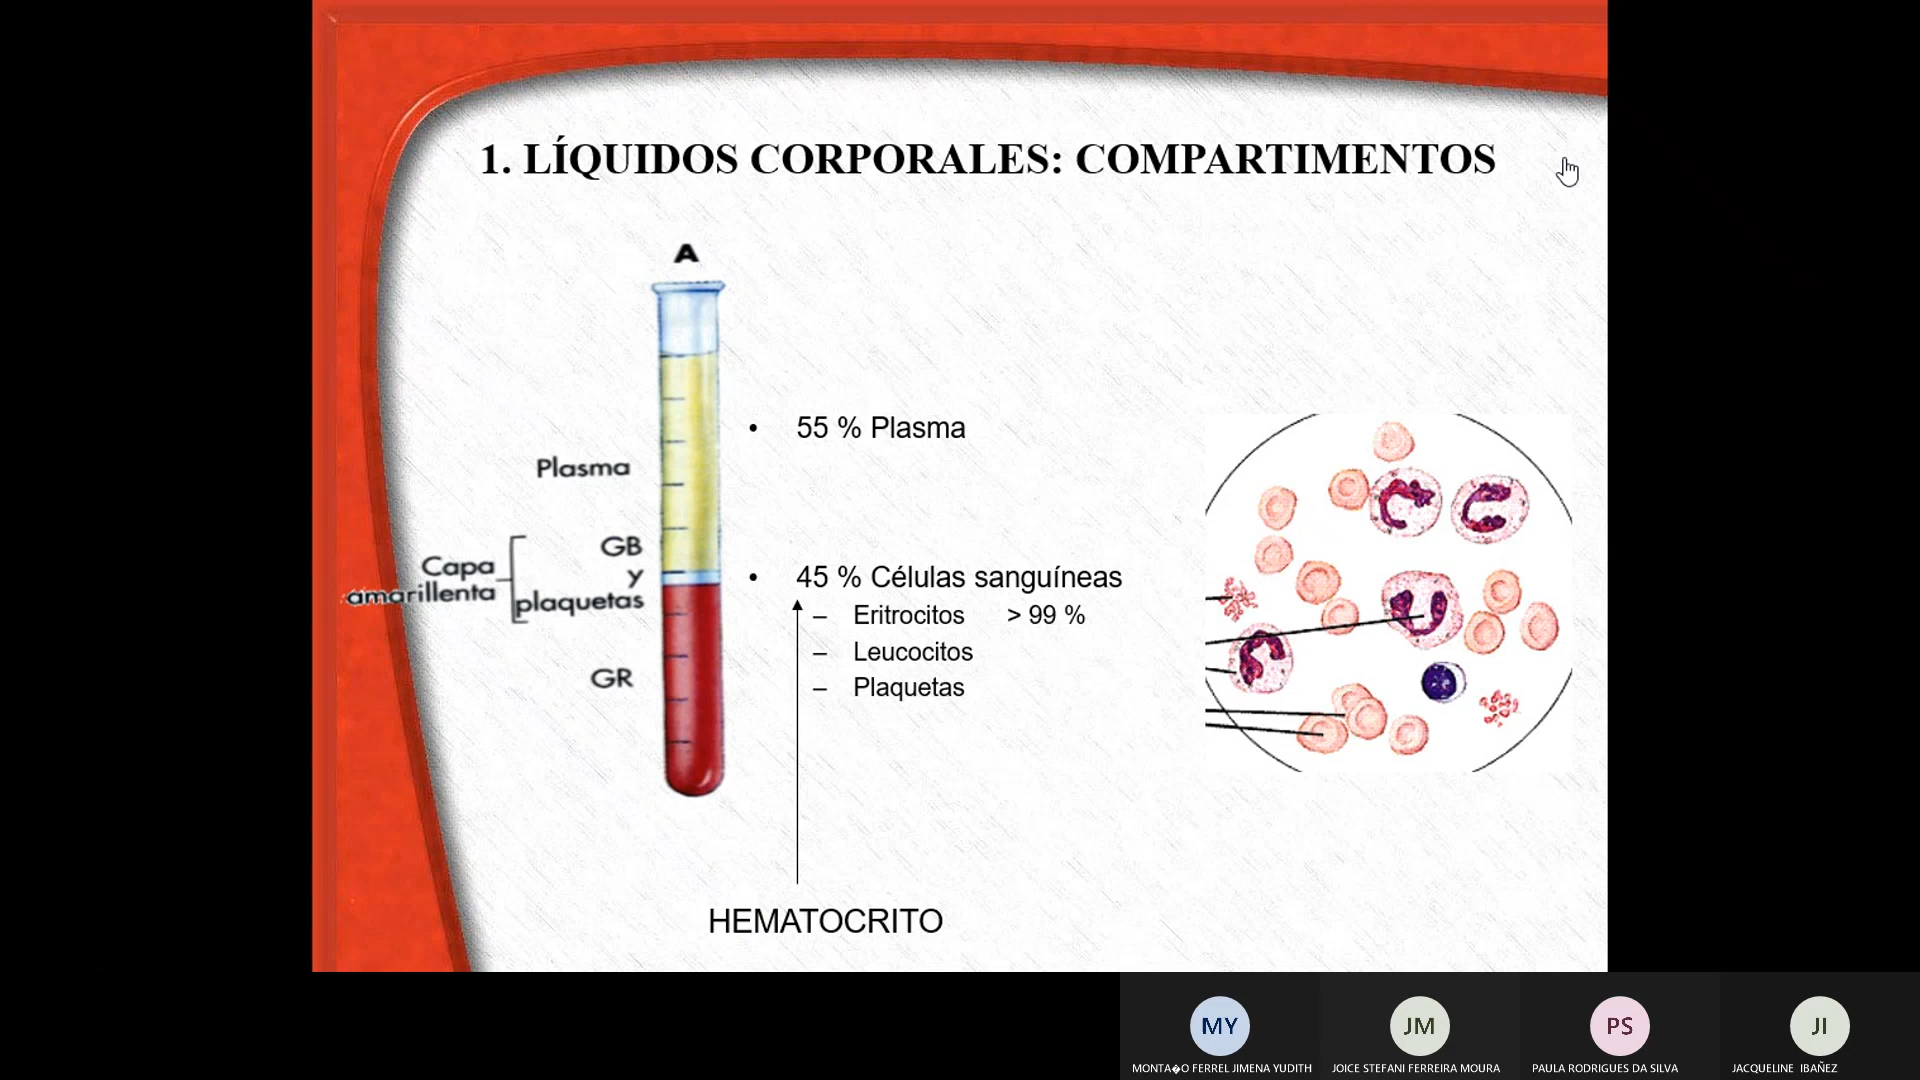 1. LÍQUIDOS CORPORALES: COMPARTIMENTOS
A
• 55 % Plasma
Plasma
GB
y
plaquetas
Capa
amarillenta
GR
• 45 % Células sanguíneas
– Eritrocitos > 99 %
– Leucocitos
– Plaquetas
HEMATOCRITO
MY
JM
PS
JI
MONTA�O FERREL JIMENA YUDITH
JOICE STEFANI FERREIRA MOURA
PAULA RODRIGUES DA SILVA
JACQUELINE IBAÑEZ